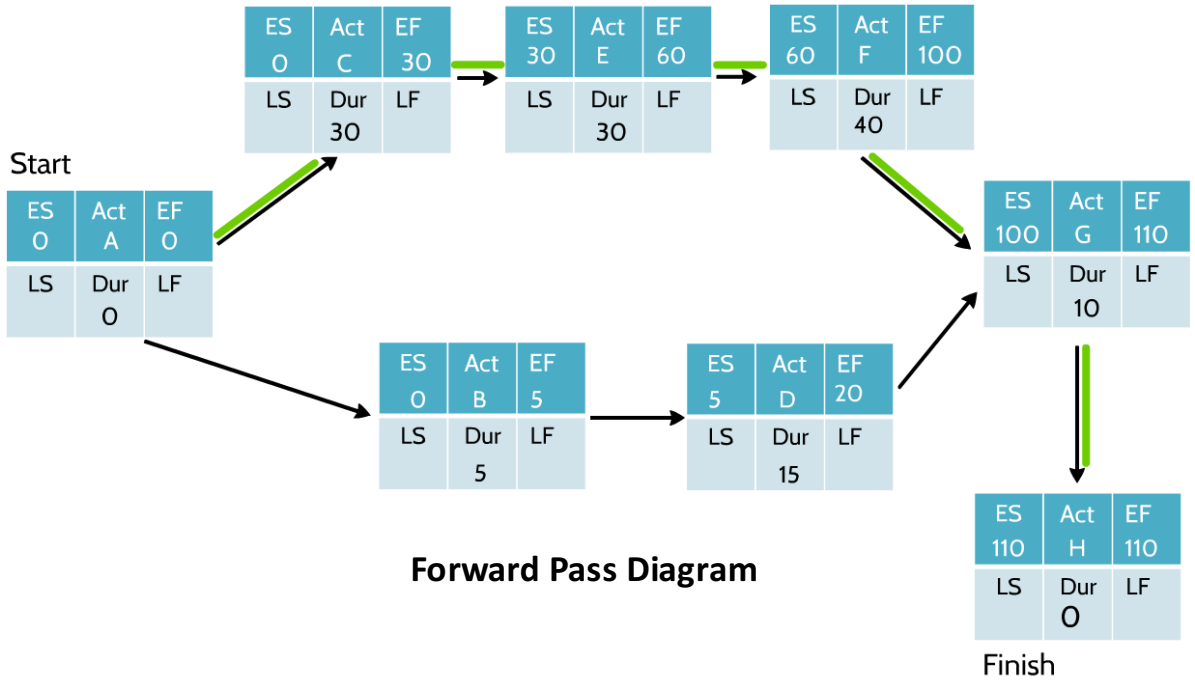 ES Act EF
0 C 30
LS Dur LF
30
ES Act EF
30 E 60
LS Dur LF
30
ES Act EF
60 F 100
LS Dur LF
40
Start
ES Act EF
0 A 0
LS Dur LF
0
ES Act EF
100 G 110
LS Dur LF
10
ES Act EF
0 B 5
LS Dur LF
5
ES Act EF
5 D 20
LS Dur LF
15
Forward Pass Diagram
ES Act EF
110 H 110
LS Dur LF
0
Finish